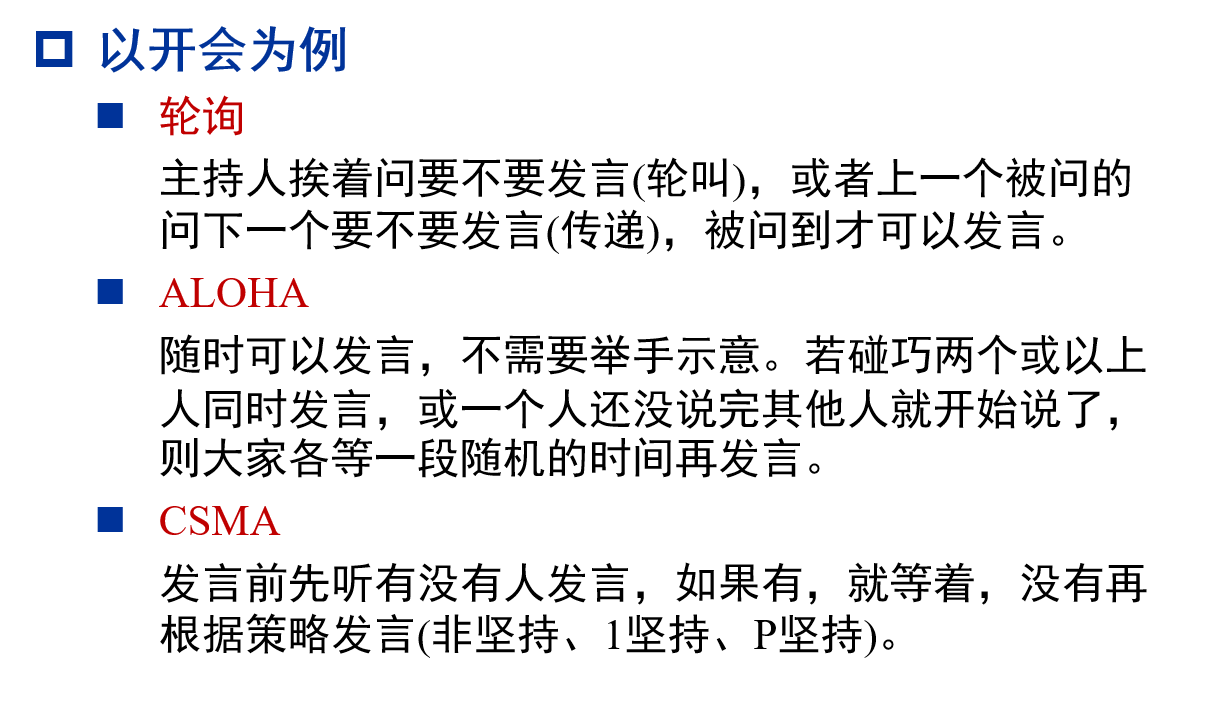 以开会为例
轮询
主持人挨着问要不要发言(轮叫)，或者上一个被问的
问下一个要不要发言(传递)，被问到才可以发言。
ALOHA
随时可以发言，不需要举手示意。若碰巧两个或以上
人同时发言，或一个人还没说完其他人就开始说了，
则大家各等一段随机的时间再发言。
CSMA
发言前先听有没有人发言，如果有，就等着，没有再
根据策略发言(非坚持、1坚持、P坚持)。